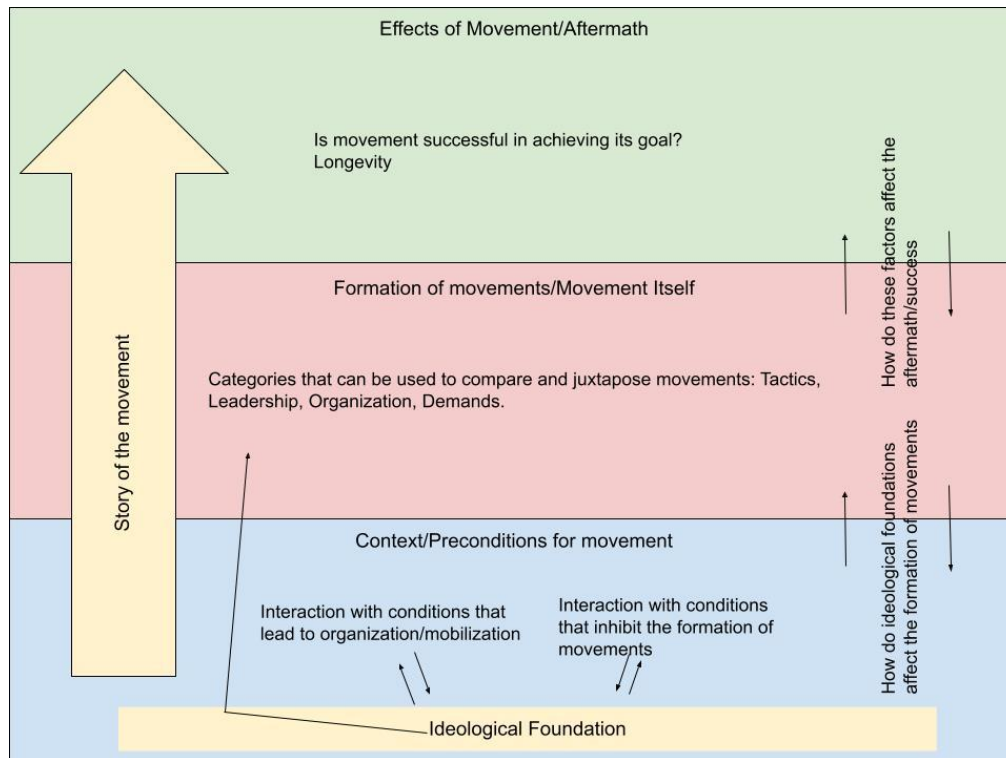 Effects of Movement/Aftermath
Is movement successful in achieving its goal?
Longevity
How do these factors affect the
aftermath/success
Formation of movements/Movement Itself
Story of the movement
Categories that can be used to compare and juxtapose movements: Tactics,
Leadership, Organization, Demands.
How do ideological foundations
affect the formation of movements
Context/Preconditions for movement
Interaction with conditions that
lead to organization/mobilization
Interaction with conditions
that inhibit the formation of
movements
Ideological Foundation